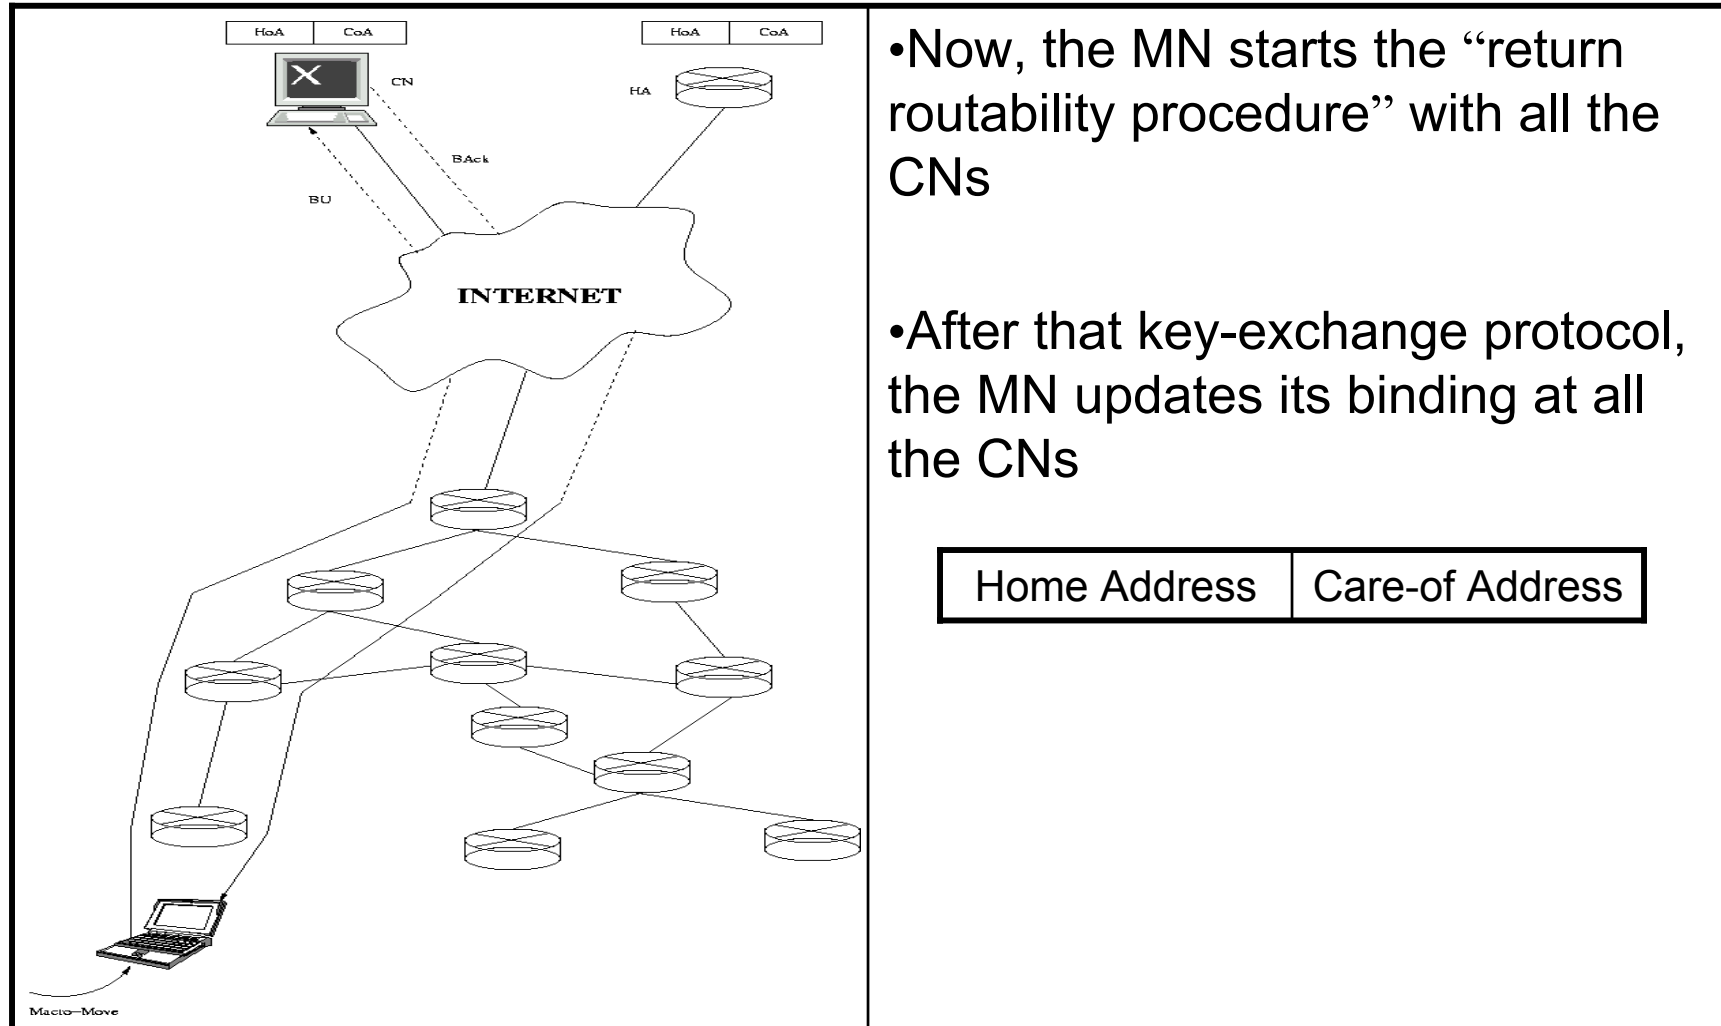 HoA CoA
HoA CoA
CN
HA
BAck
BU
INTERNET
Macro-Move
•Now, the MN starts the “return
routability procedure” with all the
CNs
•After that key-exchange protocol,
the MN updates its binding at all
the CNs
Home Address Care-of Address